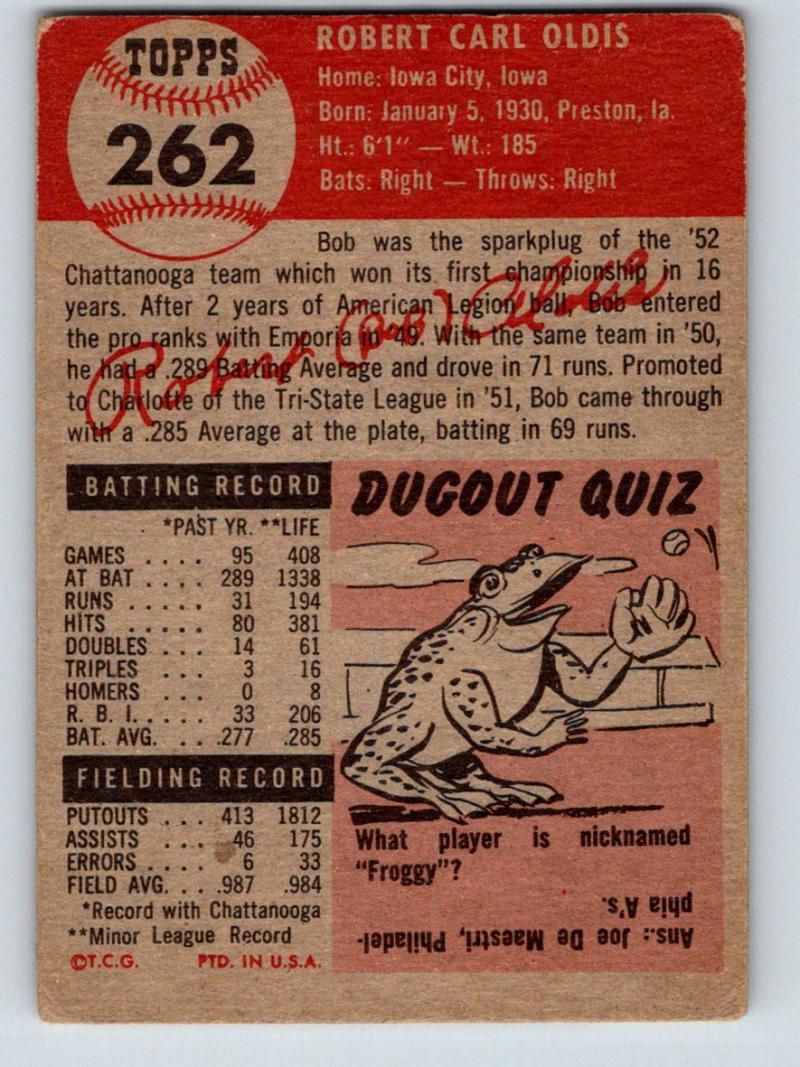 TOPPS
262
ROBERT CARL OLDIS
Home: Iowa City, Iowa
Born: January 5, 1930, Preston, Ia.
Ht.: 6'1" — Wt.: 185
Bats: Right — Throws: Right
Bob was the sparkplug of the '52
Chattanooga team which won its first championship in 16
years. After 2 years of American Legion ball, Bob entered
the pro ranks with Emporia in '49. With the same team in '50,
he had a .289 Batting Average and drove in 71 runs. Promoted
to Charlotte of the Tri-State League in '51, Bob came through
with a .285 Average at the plate, batting in 69 runs.
Robert (Bob) Oldis
BATTING RECORD
*PAST YR. **LIFE
GAMES .... 95 408
AT BAT .... 289 1338
RUNS ..... 31 194
HITS ..... 80 381
DOUBLES ... 14 61
TRIPLES ... 3 16
HOMERS ... 0 8
R. B. I. .... 33 206
BAT. AVG. ... .277 .285
FIELDING RECORD
PUTOUTS ... 413 1812
ASSISTS ... 46 175
ERRORS .... 6 33
FIELD AVG. ... .987 .984
*Record with Chattanooga
**Minor League Record
©T.C.G. PTD. IN U.S.A.
DUGOUT QUIZ
What player is nicknamed
"Froggy"?
Ans.: Joe De Maestri, Philadel-
phia A's.